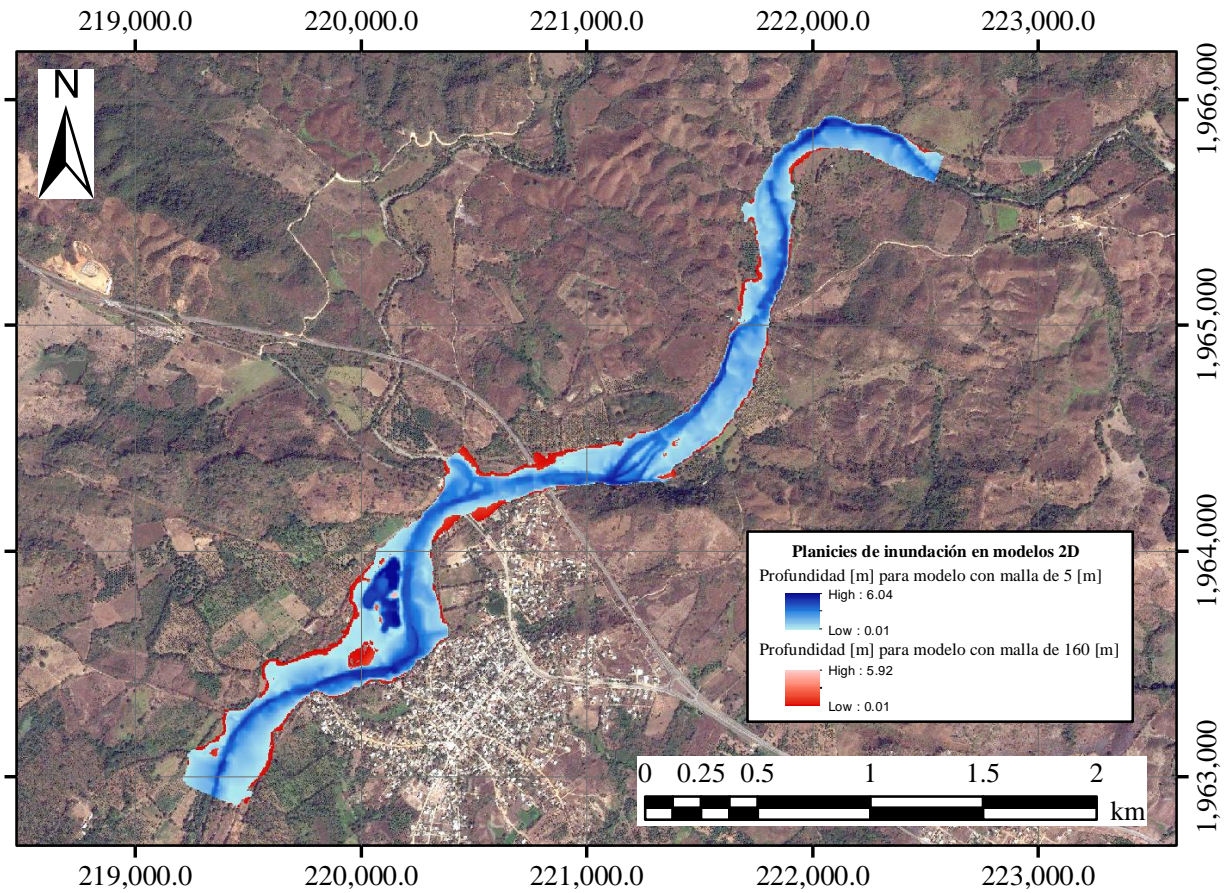 219,000.0 220,000.0 221,000.0 222,000.0 223,000.0
N
1,966,000
1,965,000
1,964,000
1,963,000
Planicies de inundación en modelos 2D
Profundidad [m] para modelo con malla de 5 [m]
High : 6.04
Low : 0.01
Profundidad [m] para modelo con malla de 160 [m]
High : 5.92
Low : 0.01
0 0.25 0.5 1 1.5 2
km
219,000.0 220,000.0 221,000.0 222,000.0 223,000.0